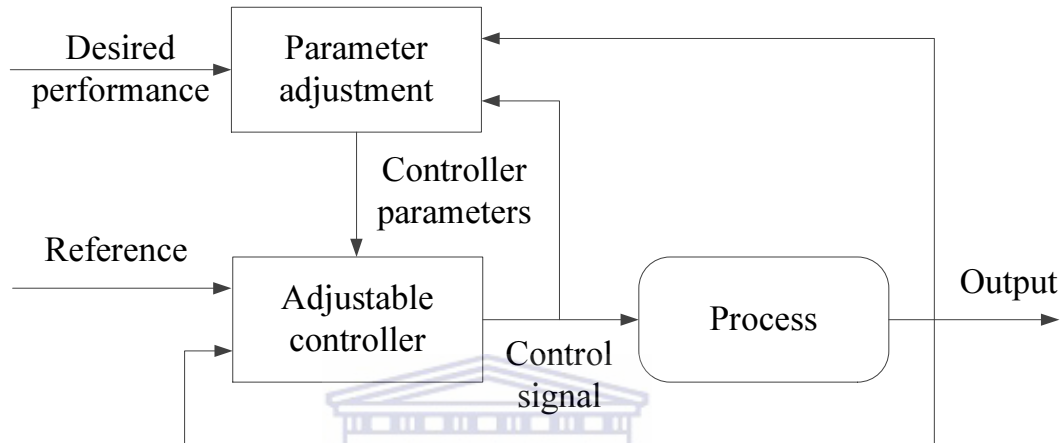 Desired
performance
Parameter
adjustment
Controller
parameters
Reference
Adjustable
controller
Control
signal
Process
Output